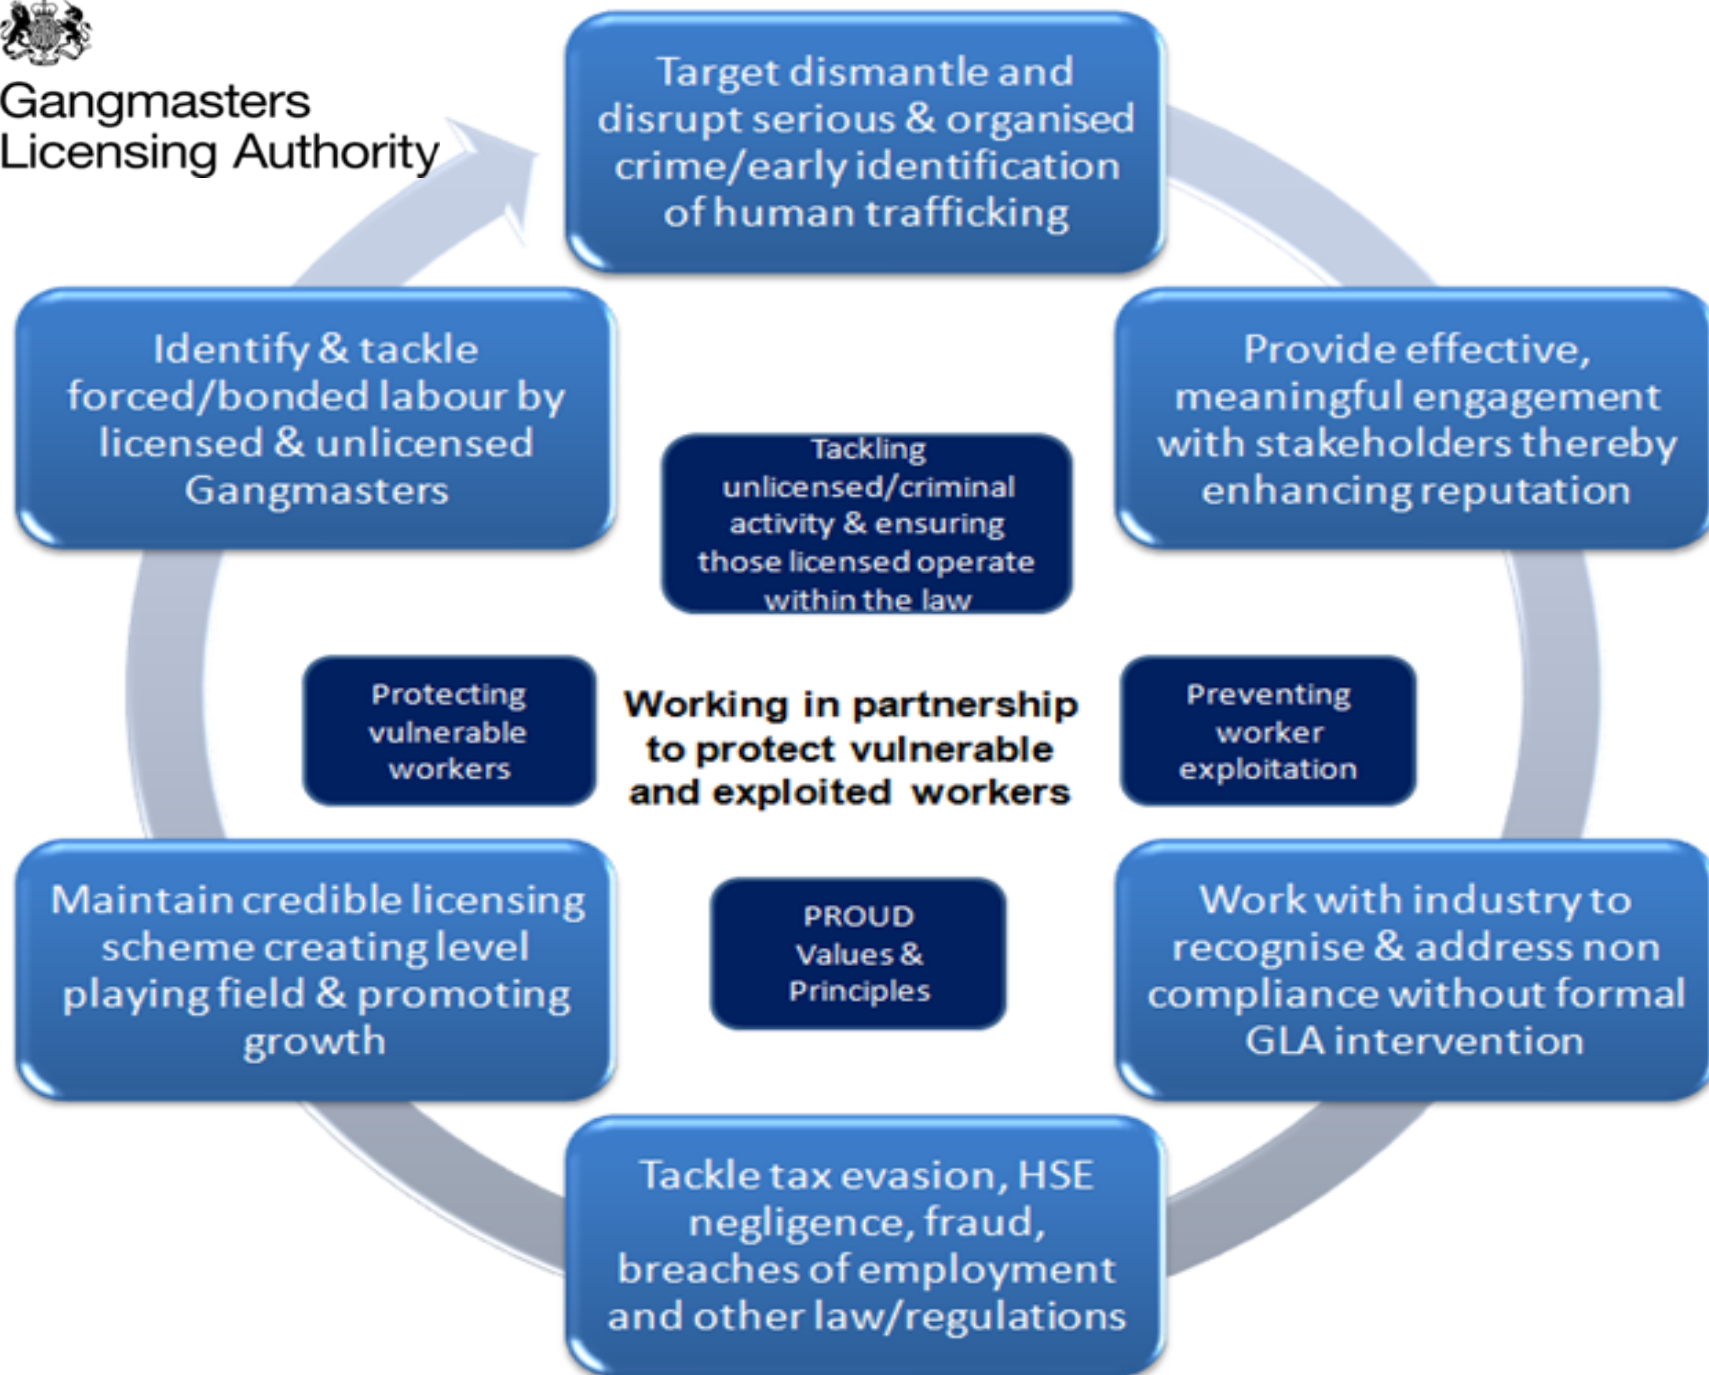 Gangmasters
Licensing Authority
Target dismantle and
disrupt serious & organised
crime/early identification
of human trafficking
Provide effective,
meaningful engagement
with stakeholders thereby
enhancing reputation
Work with industry to
recognise & address non
compliance without formal
GLA intervention
Tackle tax evasion, HSE
negligence, fraud,
breaches of employment
and other law/regulations
Maintain credible licensing
scheme creating level
playing field & promoting
growth
Identify & tackle
forced/bonded labour by
licensed & unlicensed
Gangmasters
Tackling
unlicensed/criminal
activity & ensuring
those licensed operate
within the law
Protecting
vulnerable
workers
Working in partnership
to protect vulnerable
and exploited workers
Preventing
worker
exploitation
PROUD
Values &
Principles